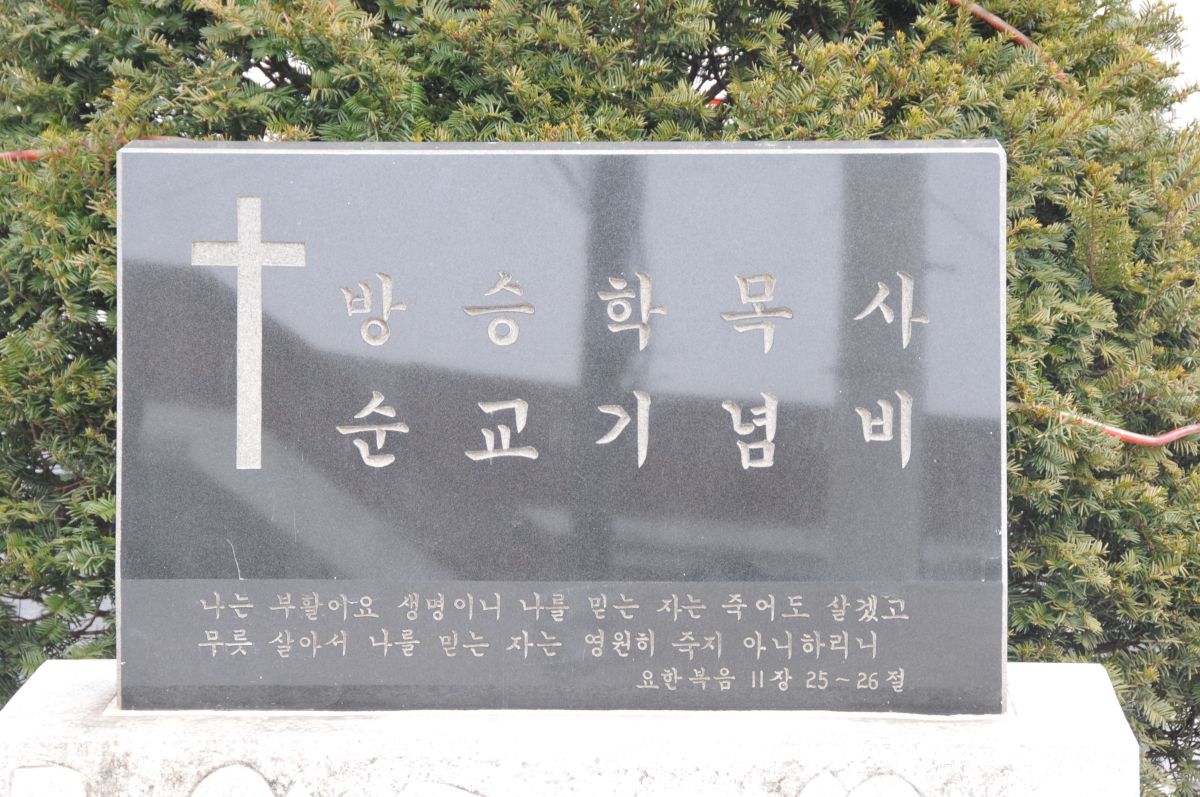 방승학목사
순교기념비
나는 부활이요 생명이니 나를 믿는 자는 죽어도 살겠고
무릇 살아서 나를 믿는 자는 영원히 죽지 아니하리니
요한복음 11장 25~26절